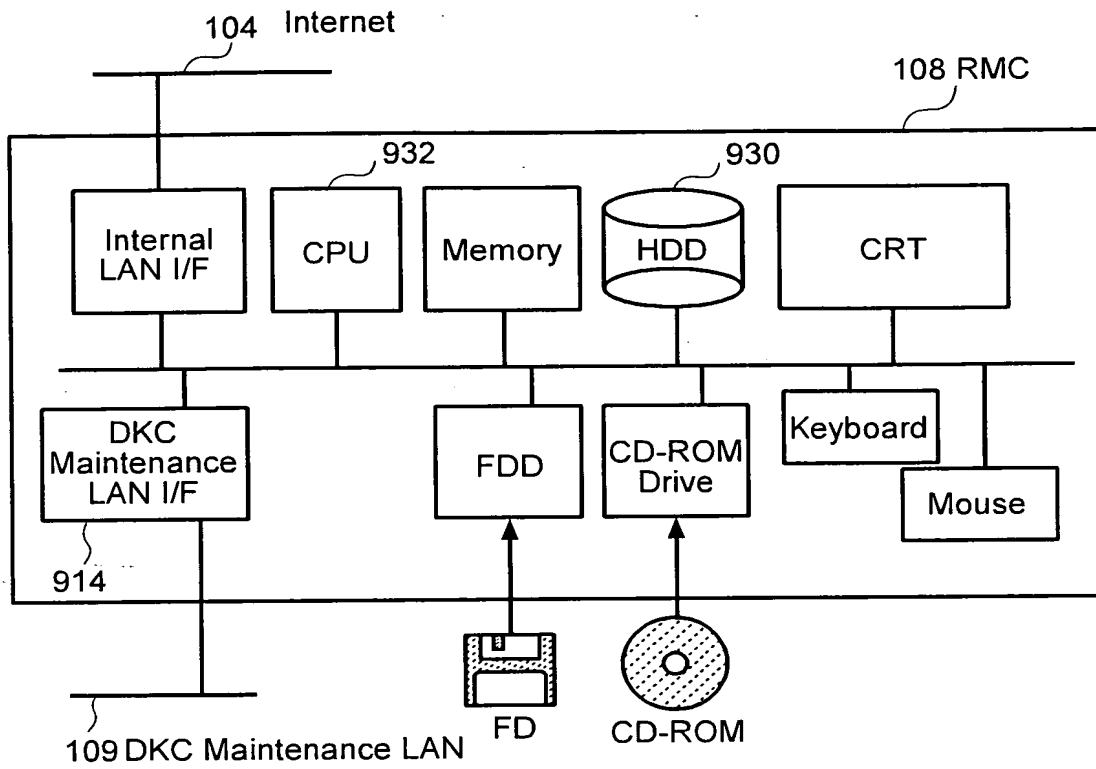 104 Internet
108 RMC
932
930
Internal
LAN I/F
CPU
Memory
HDD
CRT
DKC
Maintenance
LAN I/F
FDD
CD-ROM
Drive
Keyboard
Mouse
914
FD
CD-ROM
109 DKC Maintenance LAN